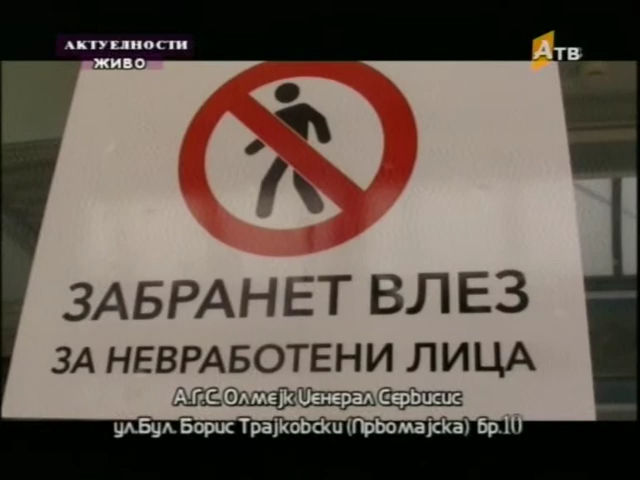 АКТУЕЛНОСТИ
ЖИВО
АТВ
ЗАБРАНЕТ ВЛЕЗ
ЗА НЕВРАБОТЕНИ ЛИЦА
А.Г.С. Олмејк Џенерал Сервисис
ул.Бул. Борис Трајковски (Првомајска) бр.10